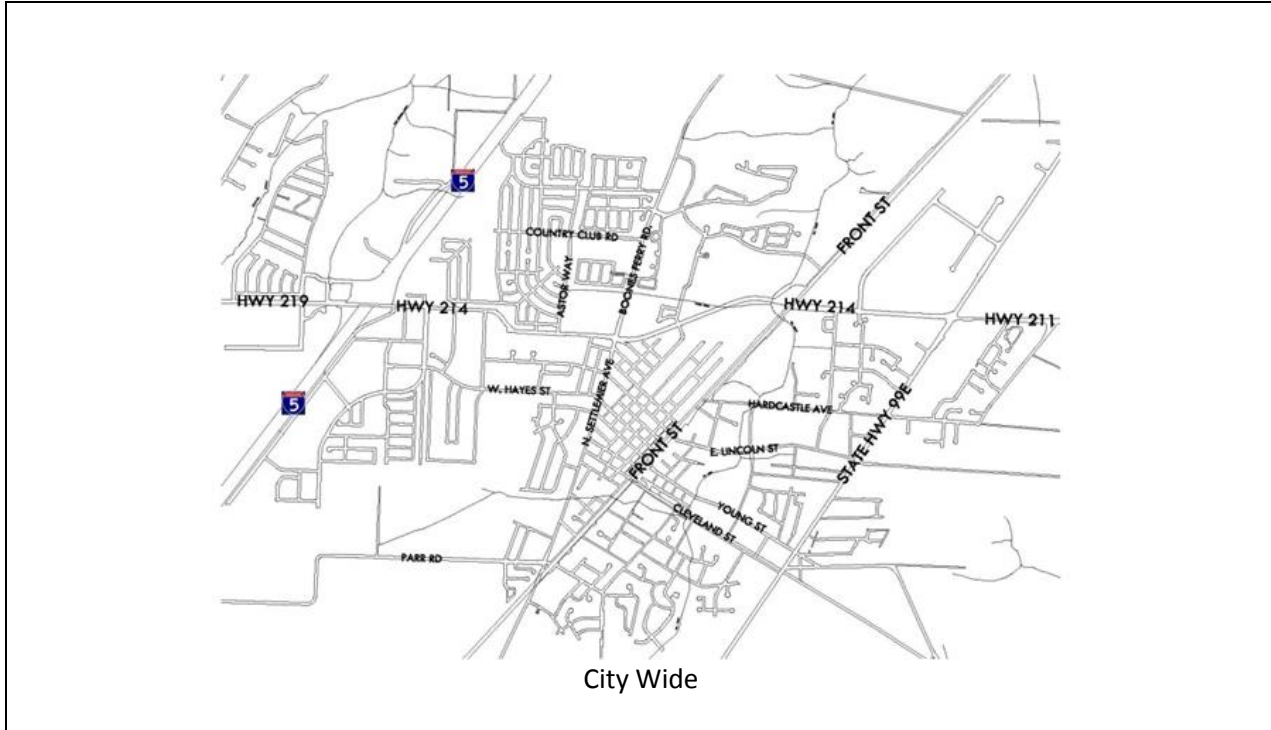 5
FRONT ST
COUNTRY CLUB RD
BOONES FERRY RD.
ASTOR WAY
HWY 219
HWY 214
HWY 214
HWY 211
N. SETTLEMIER AVE
W. HAYES ST
5
HARDCASTLE AVE
STATE HWY 99E
FRONT ST
E. LINCOLN ST
YOUNG ST
CLEVELAND ST
PARR RD
City Wide